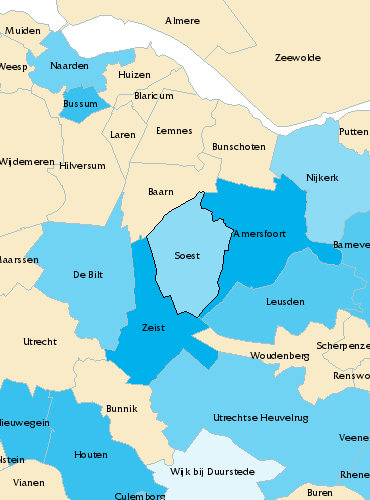 Almere
Muiden
Zeewolde
Weesp
Naarden
Huizen
Blaricum
Bussum
Laren
Eemnes
Putten
Bunschoten
Wijdemeren
Hilversum
Nijkerk
Baarn
Amersfoort
Barneve
Maarssen
Soest
De Bilt
Leusden
Zeist
Utrecht
Woudenberg
Scherpenze
Renswo
Bunnik
Utrechtse Heuvelrug
Nieuwegein
Veene
Houten
lstein
Wijk bij Duurstede
Rhene
Vianen
Culemborg
Buren